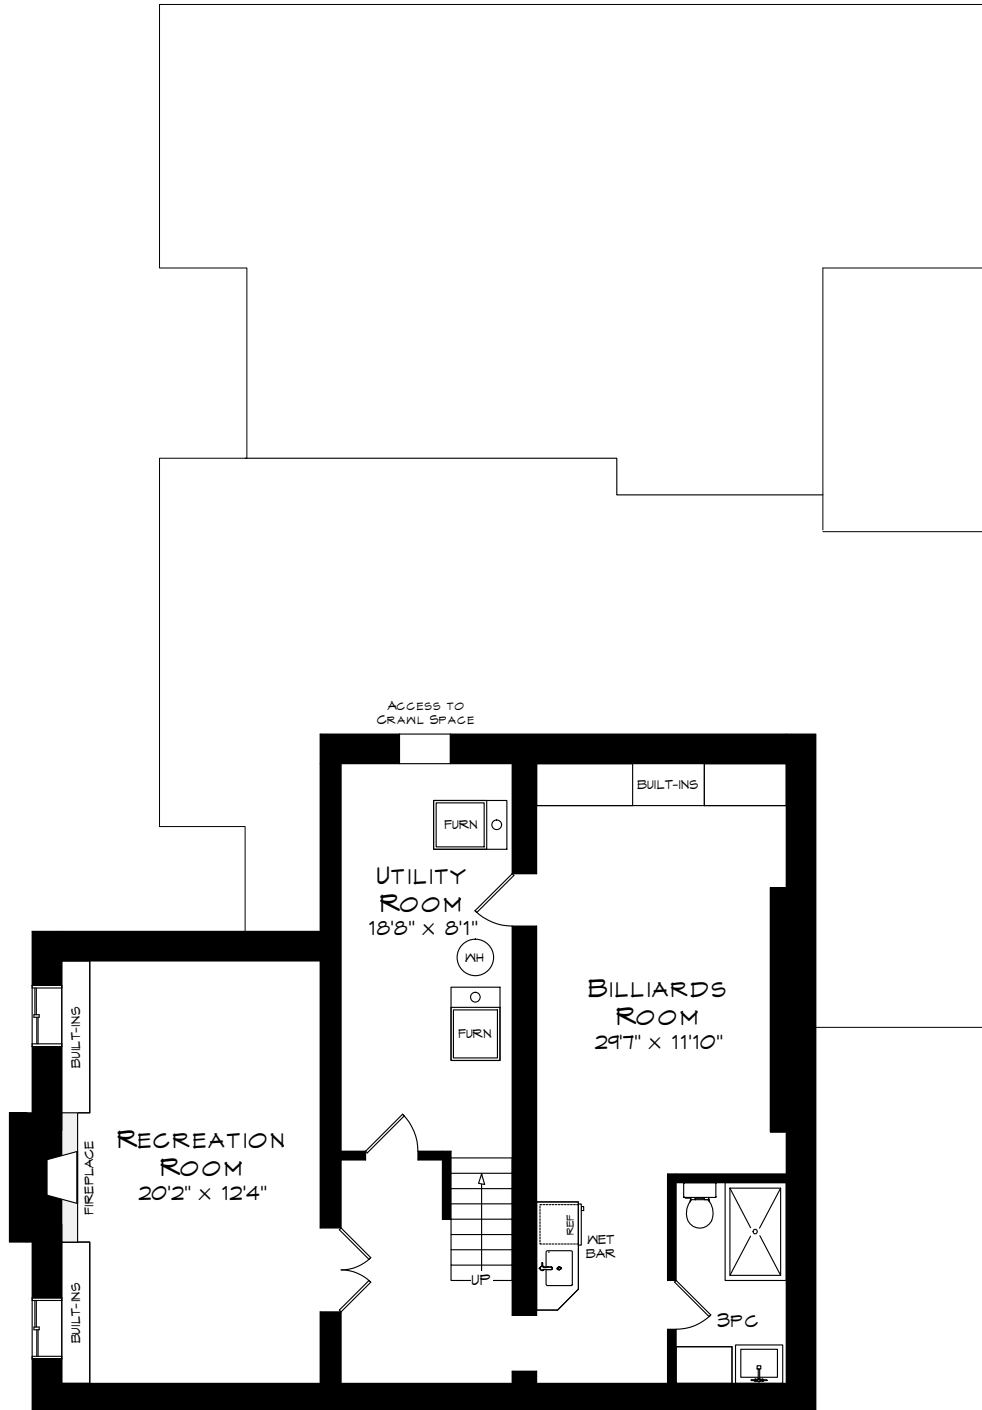 ACCESS TO
CRAWL SPACE
BUILT-INS
FURN
UTILITY
ROOM
18'8" x 8'1"
WH
FURN
BILLIARDS
ROOM
29'7" x 11'10"
BUILT-INS
FIREPLACE
RECREATION
ROOM
20'2" x 12'4"
BUILT-INS
UP
REF
WET
BAR
3PC